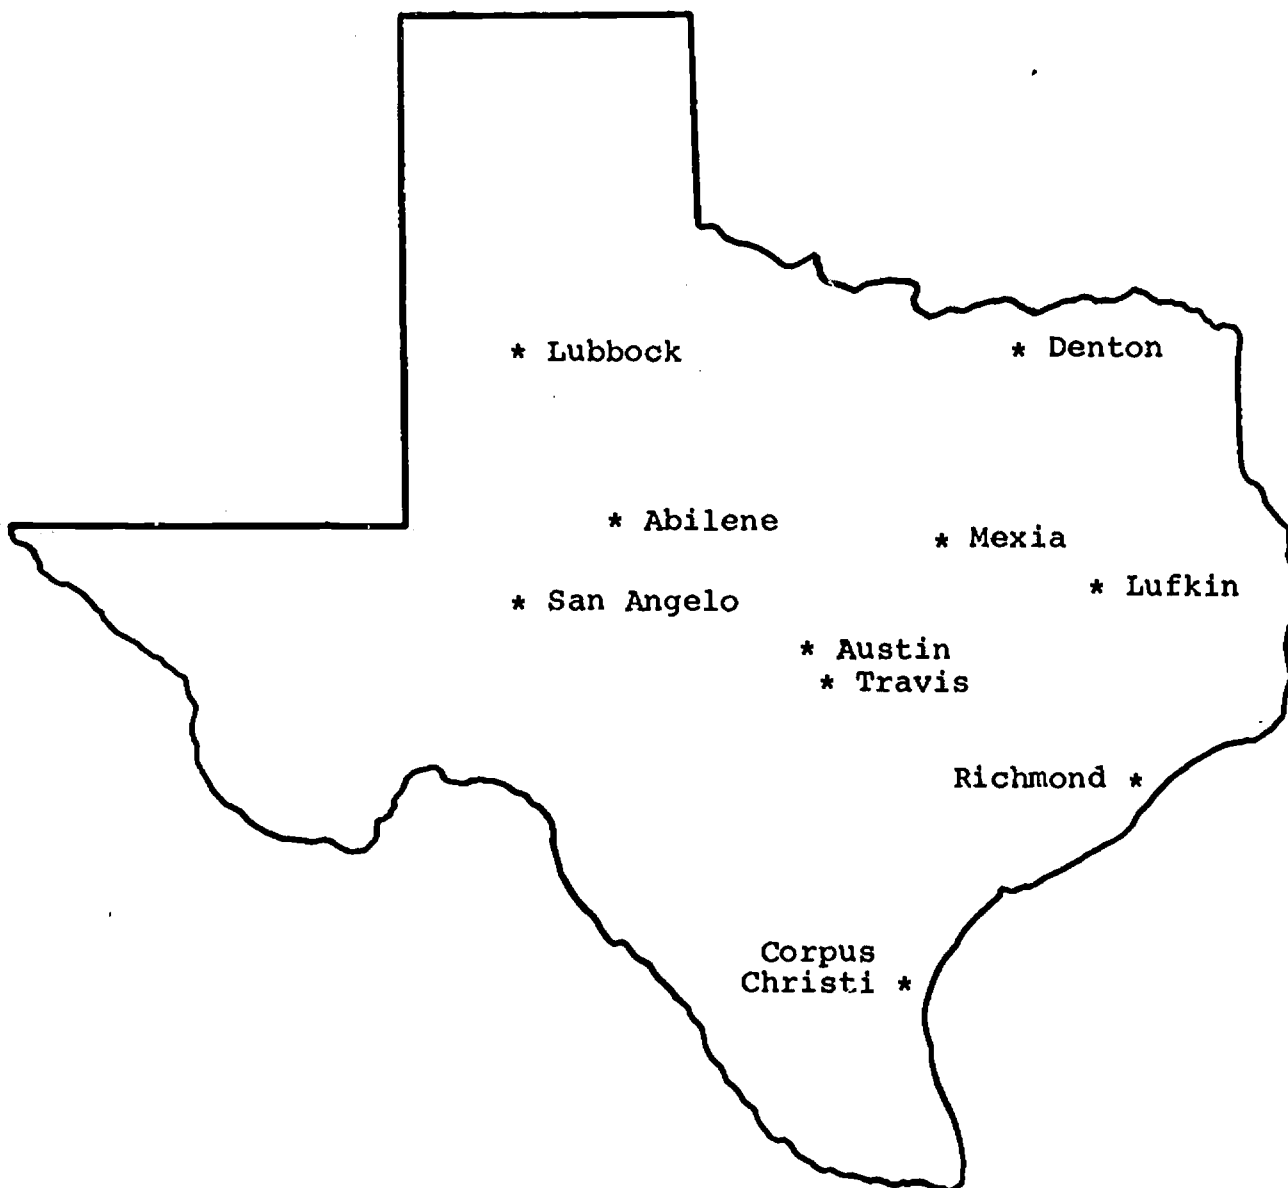 * Lubbock
* Denton
* Abilene
* Mexia
* Lufkin
* San Angelo
* Austin
* Travis
Richmond *
Corpus
Christi *